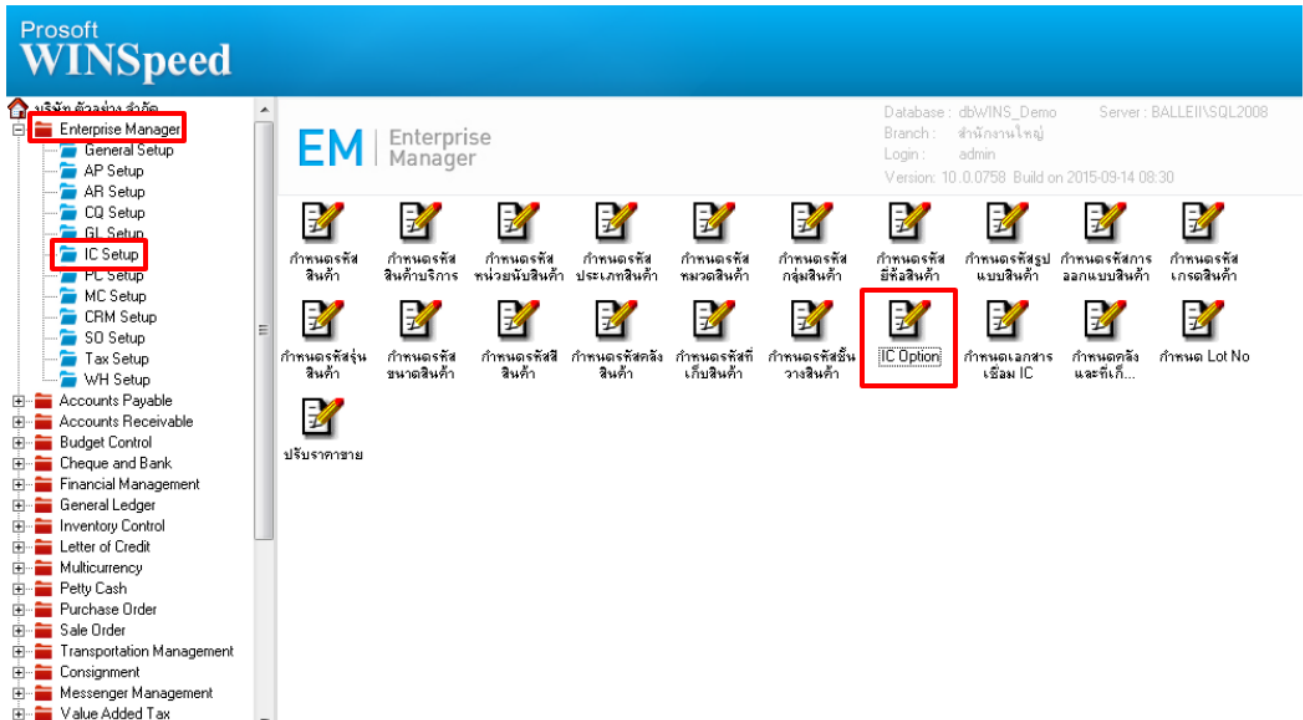 Prosoft
WINSpeed
บริษัท ตัวอย่าง จำกัด
Enterprise Manager
General Setup
AP Setup
AR Setup
CQ Setup
GL Setup
IC Setup
PC Setup
MC Setup
CRM Setup
SO Setup
Tax Setup
WH Setup
Accounts Payable
Accounts Receivable
Budget Control
Cheque and Bank
Financial Management
General Ledger
Inventory Control
Letter of Credit
Multicurrency
Petty Cash
Purchase Order
Sale Order
Transportation Management
Consignment
Messenger Management
Value Added Tax
EM Enterprise
Manager
Database : dbWINS_Demo Server : BALLEII\SQL2008
Branch : สำนักงานใหญ่
Login : admin
Version: 10.0.0758 Build on 2015-09-14 08:30
กำหนดรหัส กำหนดรหัส กำหนดรหัส กำหนดรหัส กำหนดรหัส กำหนดรหัส กำหนดรหัส กำหนดรหัสรูป กำหนดรหัสการ กำหนดรหัส
สินค้า สินค้าบริการ หน่วยนับสินค้า ประเภทสินค้า หมวดสินค้า กลุ่มสินค้า ยี่ห้อสินค้า แบบสินค้า ออกแบบสินค้า เกรดสินค้า
กำหนดรหัสรุ่น กำหนดรหัส กำหนดรหัสสี กำหนดรหัสคลัง กำหนดรหัสที่ กำหนดรหัสชั้น IC Option กำหนดเอกสาร กำหนดคลัง กำหนด Lot No
สินค้า ขนาดสินค้า สินค้า สินค้า เก็บสินค้า วางสินค้า เชื่อม IC และที่เก็...
ปรับราคาขาย